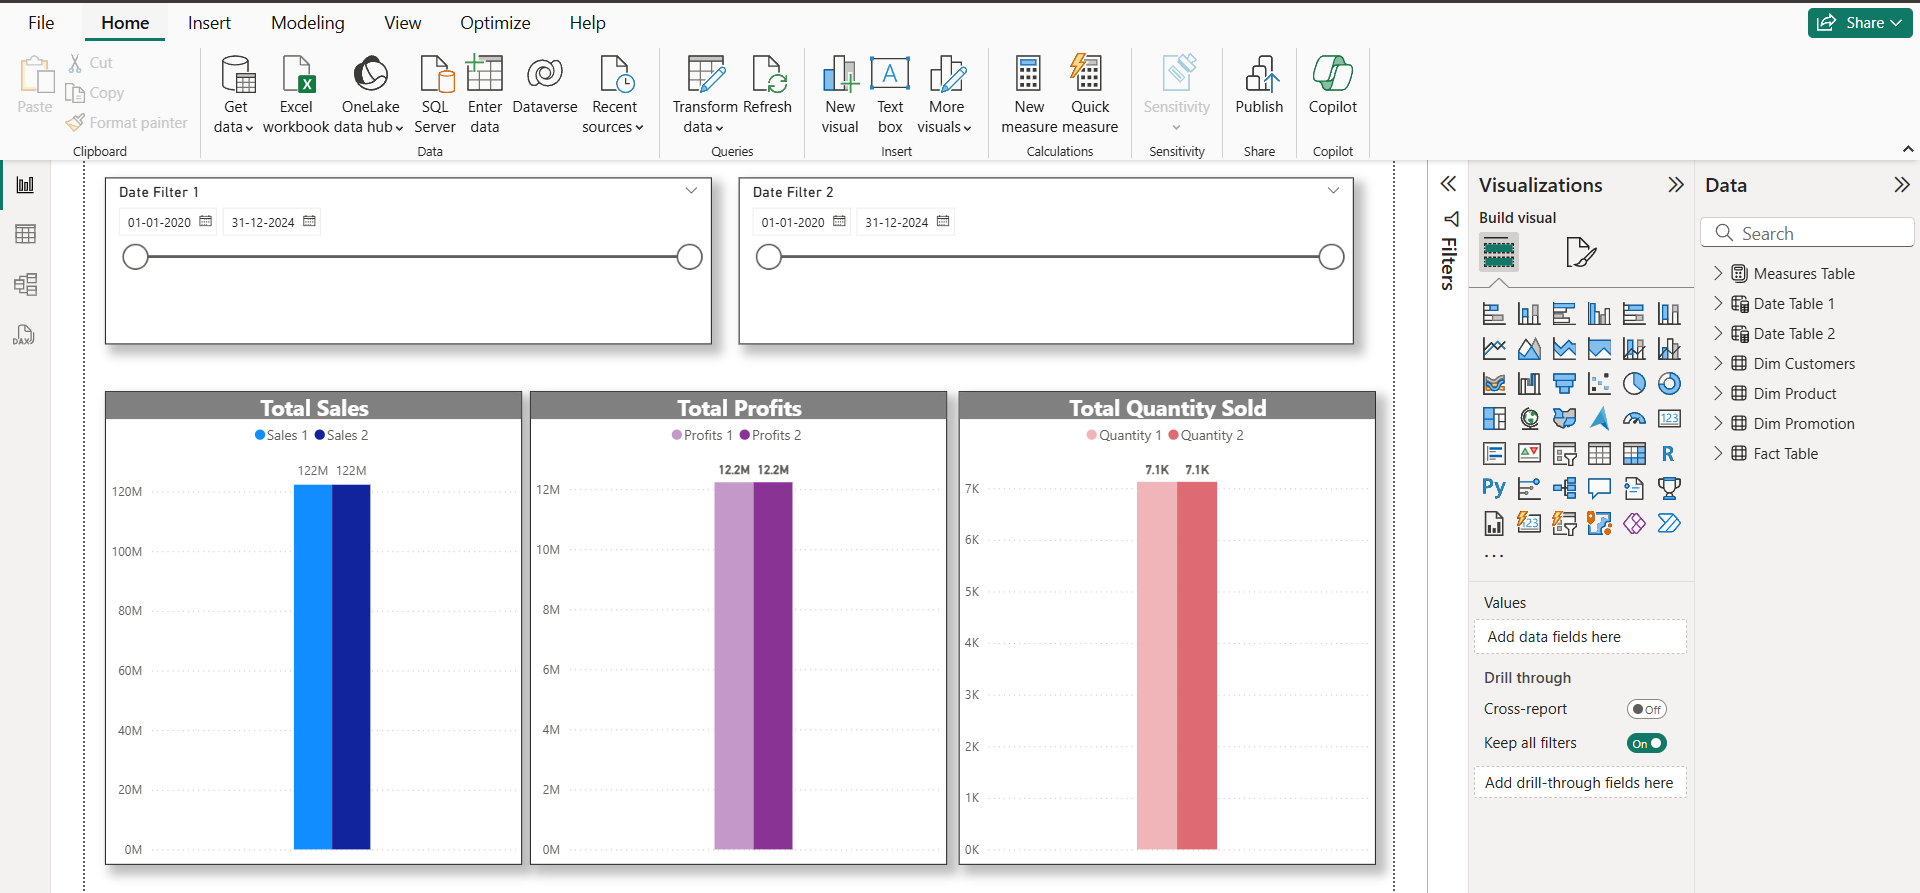 File Home Insert Modeling View Optimize Help Share
Paste
Cut
Copy
Format painter
Clipboard
Get data
Excel workbook
OneLake data hub
SQL Server
Enter data
Dataverse
Recent sources
Data
Transform data
Refresh
Queries
New visual
A
Text box
More visuals
Insert
New measure
Quick measure
Calculations
Sensitivity
Sensitivity
Publish
Share
Copilot
Copilot
DAX
Date Filter 1
01-01-2020 31-12-2024
Date Filter 2
01-01-2020 31-12-2024
Total Sales
Sales 1 Sales 2
122M 122M
120M
100M
80M
60M
40M
20M
0M
Total Profits
Profits 1 Profits 2
12.2M 12.2M
12M
10M
8M
6M
4M
2M
0M
Total Quantity Sold
Quantity 1 Quantity 2
7.1K 7.1K
7K
6K
5K
4K
3K
2K
1K
0K
Filters
Visualizations
Build visual
123
R
Py
123
...
Values
Add data fields here
Drill through
Cross-report Off
Keep all filters On
Add drill-through fields here
Data
Search
Measures Table
Date Table 1
Date Table 2
Dim Customers
Dim Product
Dim Promotion
Fact Table